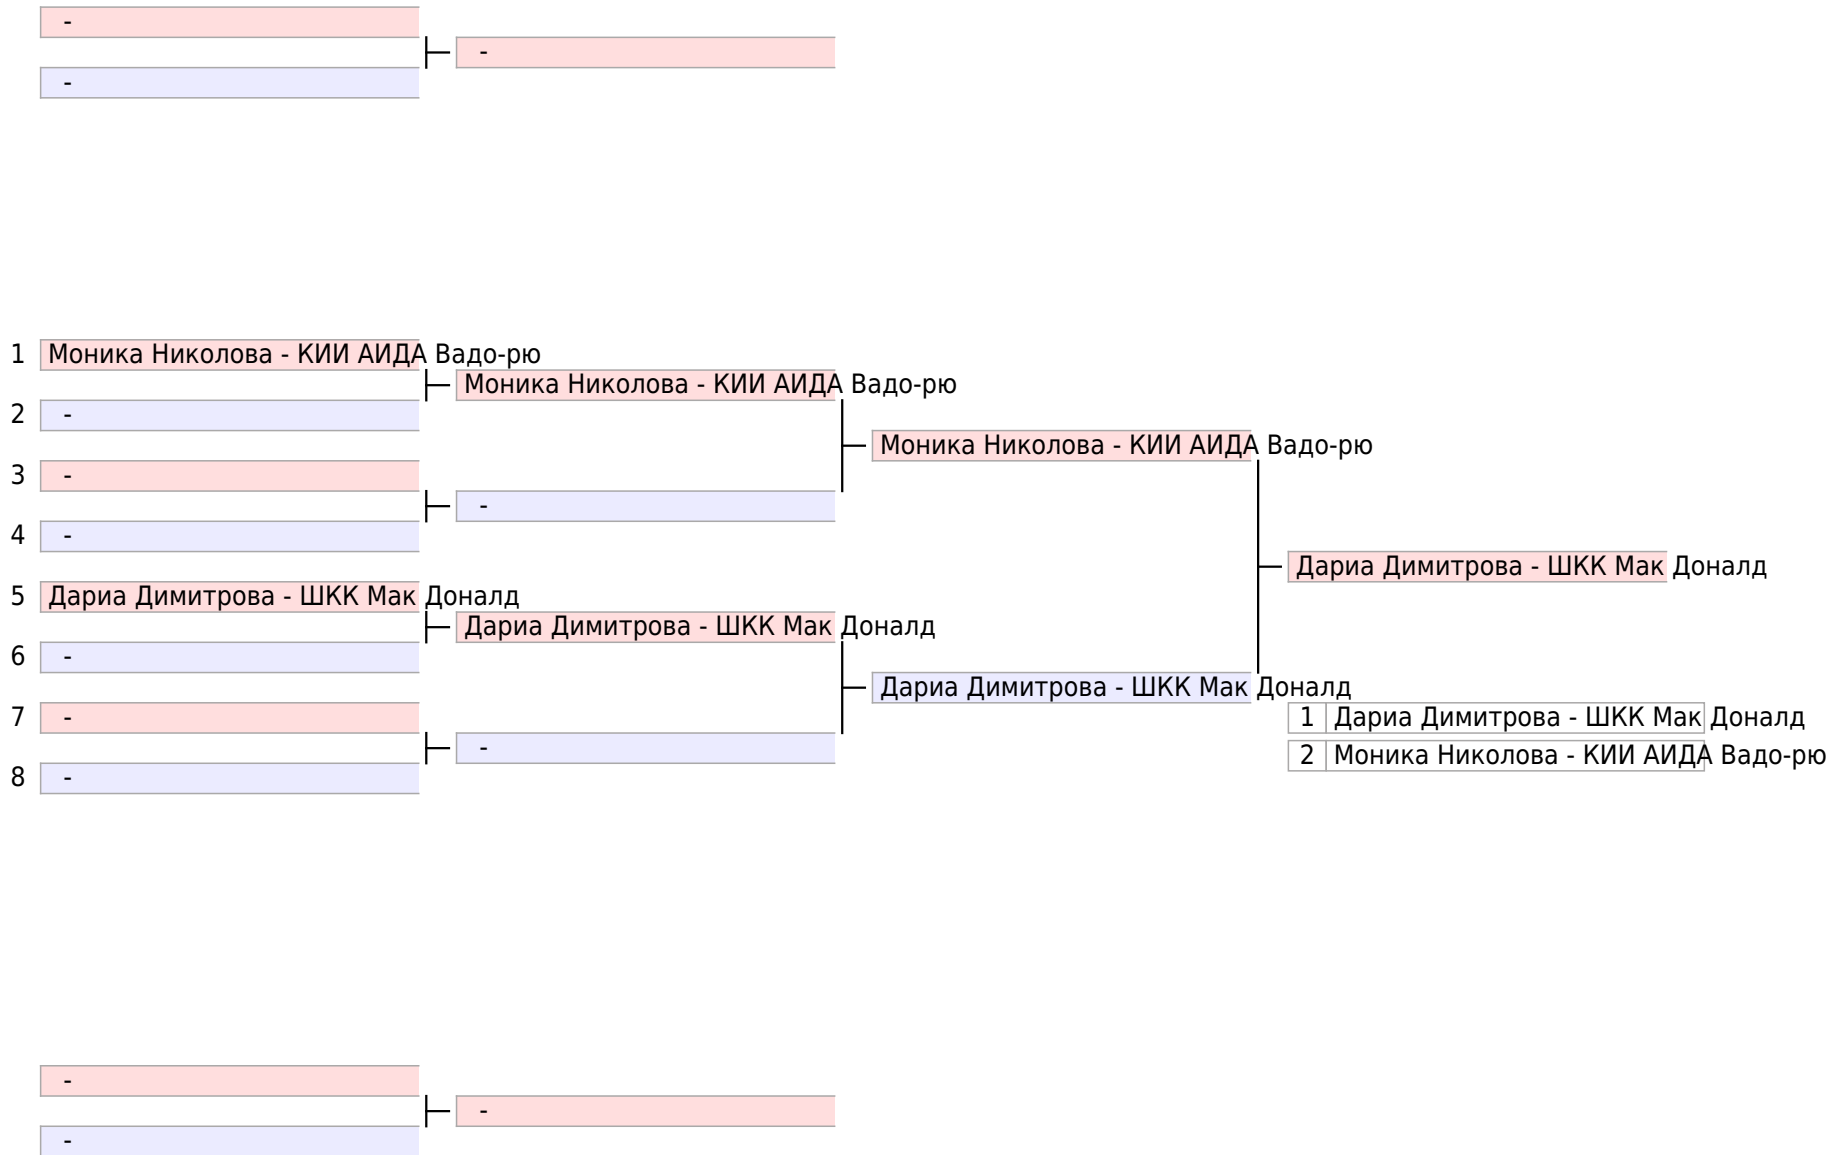 -
-
-
1 Моника Николова - КИИ АИДА Вадо-рю
Моника Николова - КИИ АИДА Вадо-рю
2 -
Моника Николова - КИИ АИДА Вадо-рю
3 -
-
4 -
Дариа Димитрова - ШКК Мак Доналд
5 Дариа Димитрова - ШКК Мак Доналд
Дариа Димитрова - ШКК Мак Доналд
6 -
Дариа Димитрова - ШКК Мак Доналд
7 -
1 Дариа Димитрова - ШКК Мак Доналд
-
2 Моника Николова - КИИ АИДА Вадо-рю
8 -
-
-
-